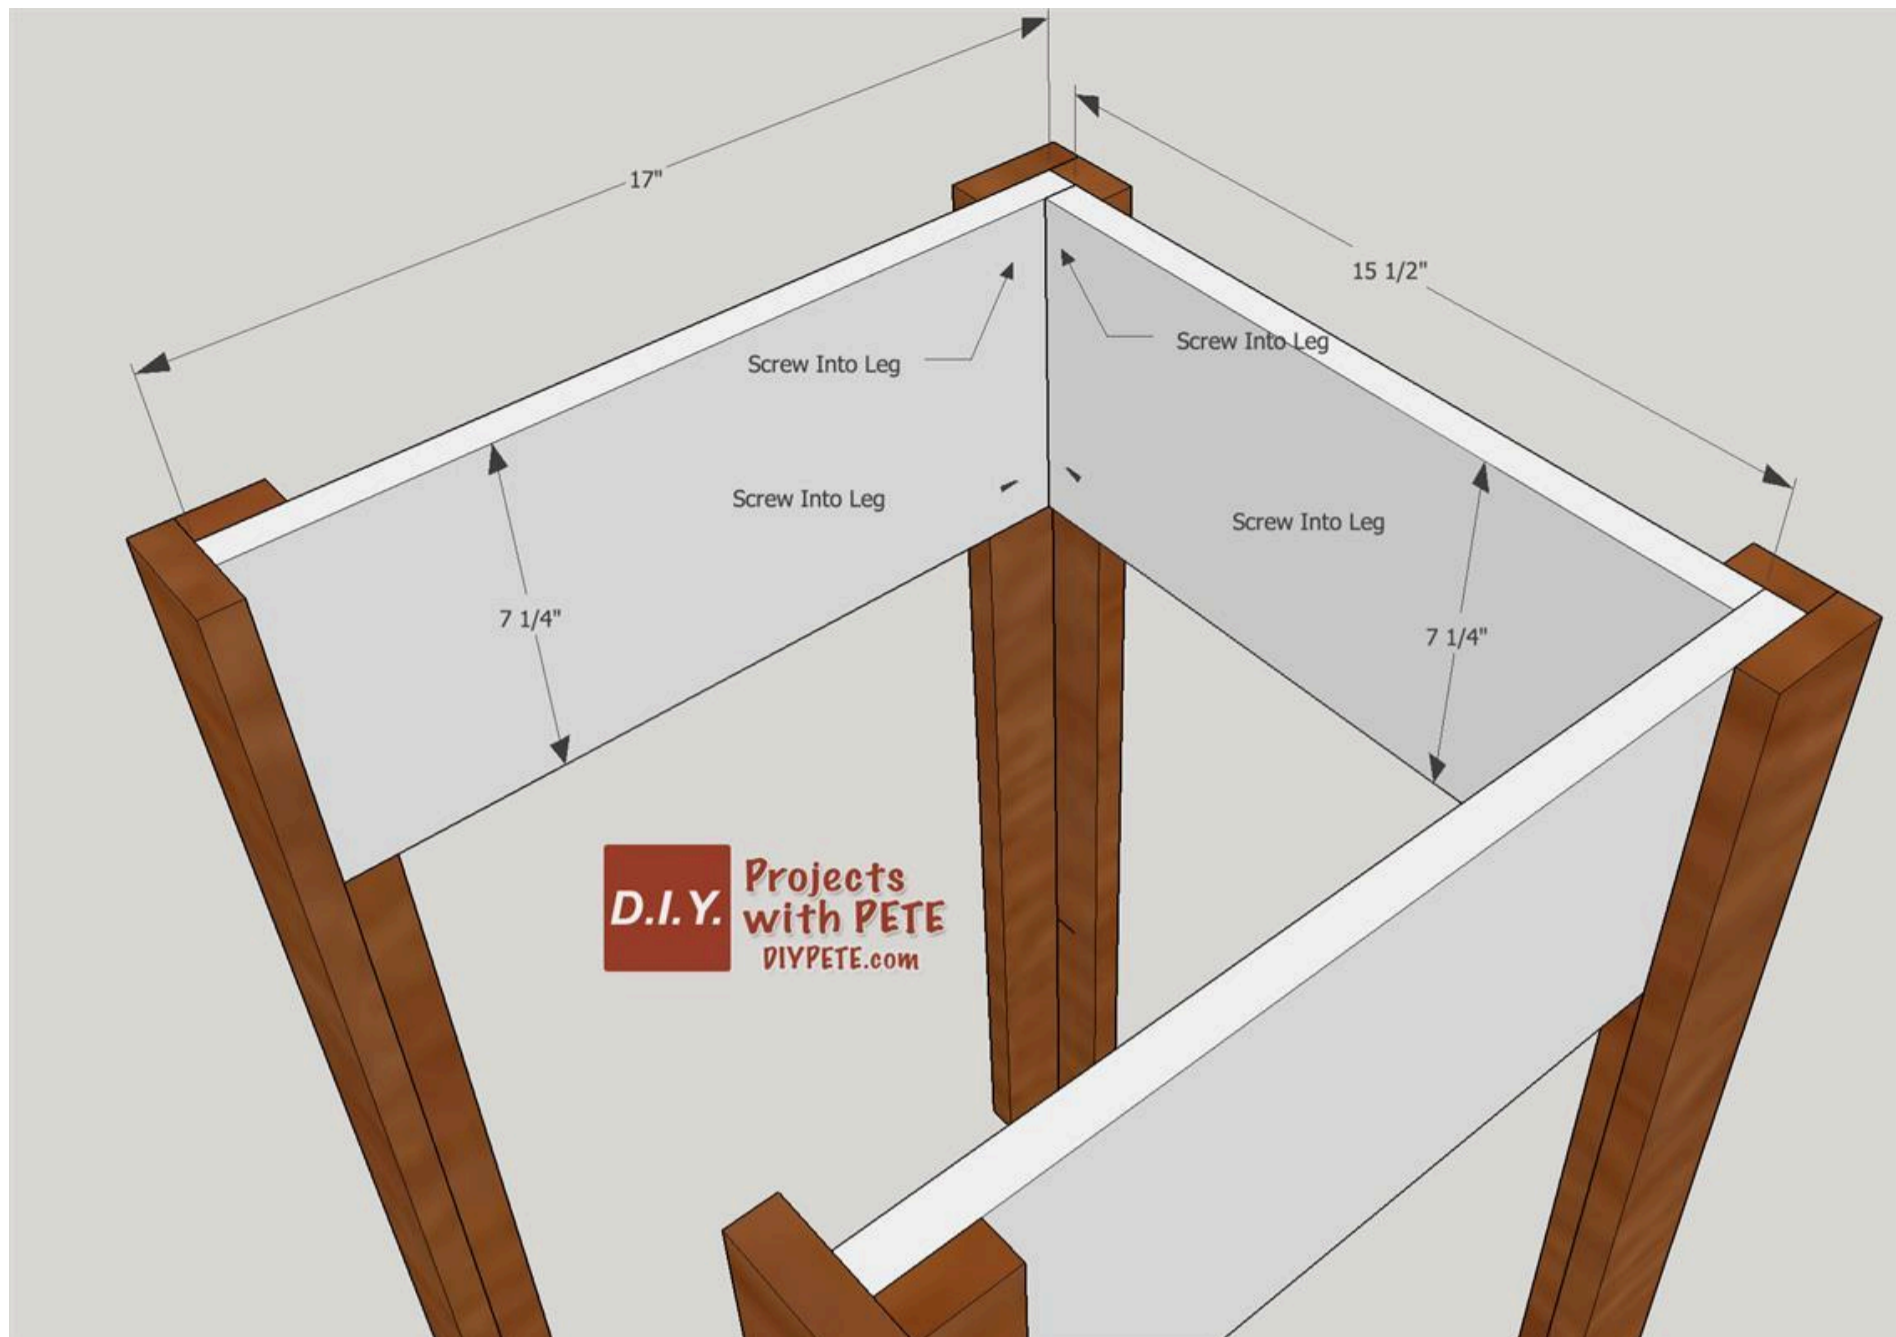 17"
15 1/2"
Screw Into Leg
Screw Into Leg
Screw Into Leg
Screw Into Leg
7 1/4"
7 1/4"
D.I.Y.
Projects
with PETE
DIYPETE.com